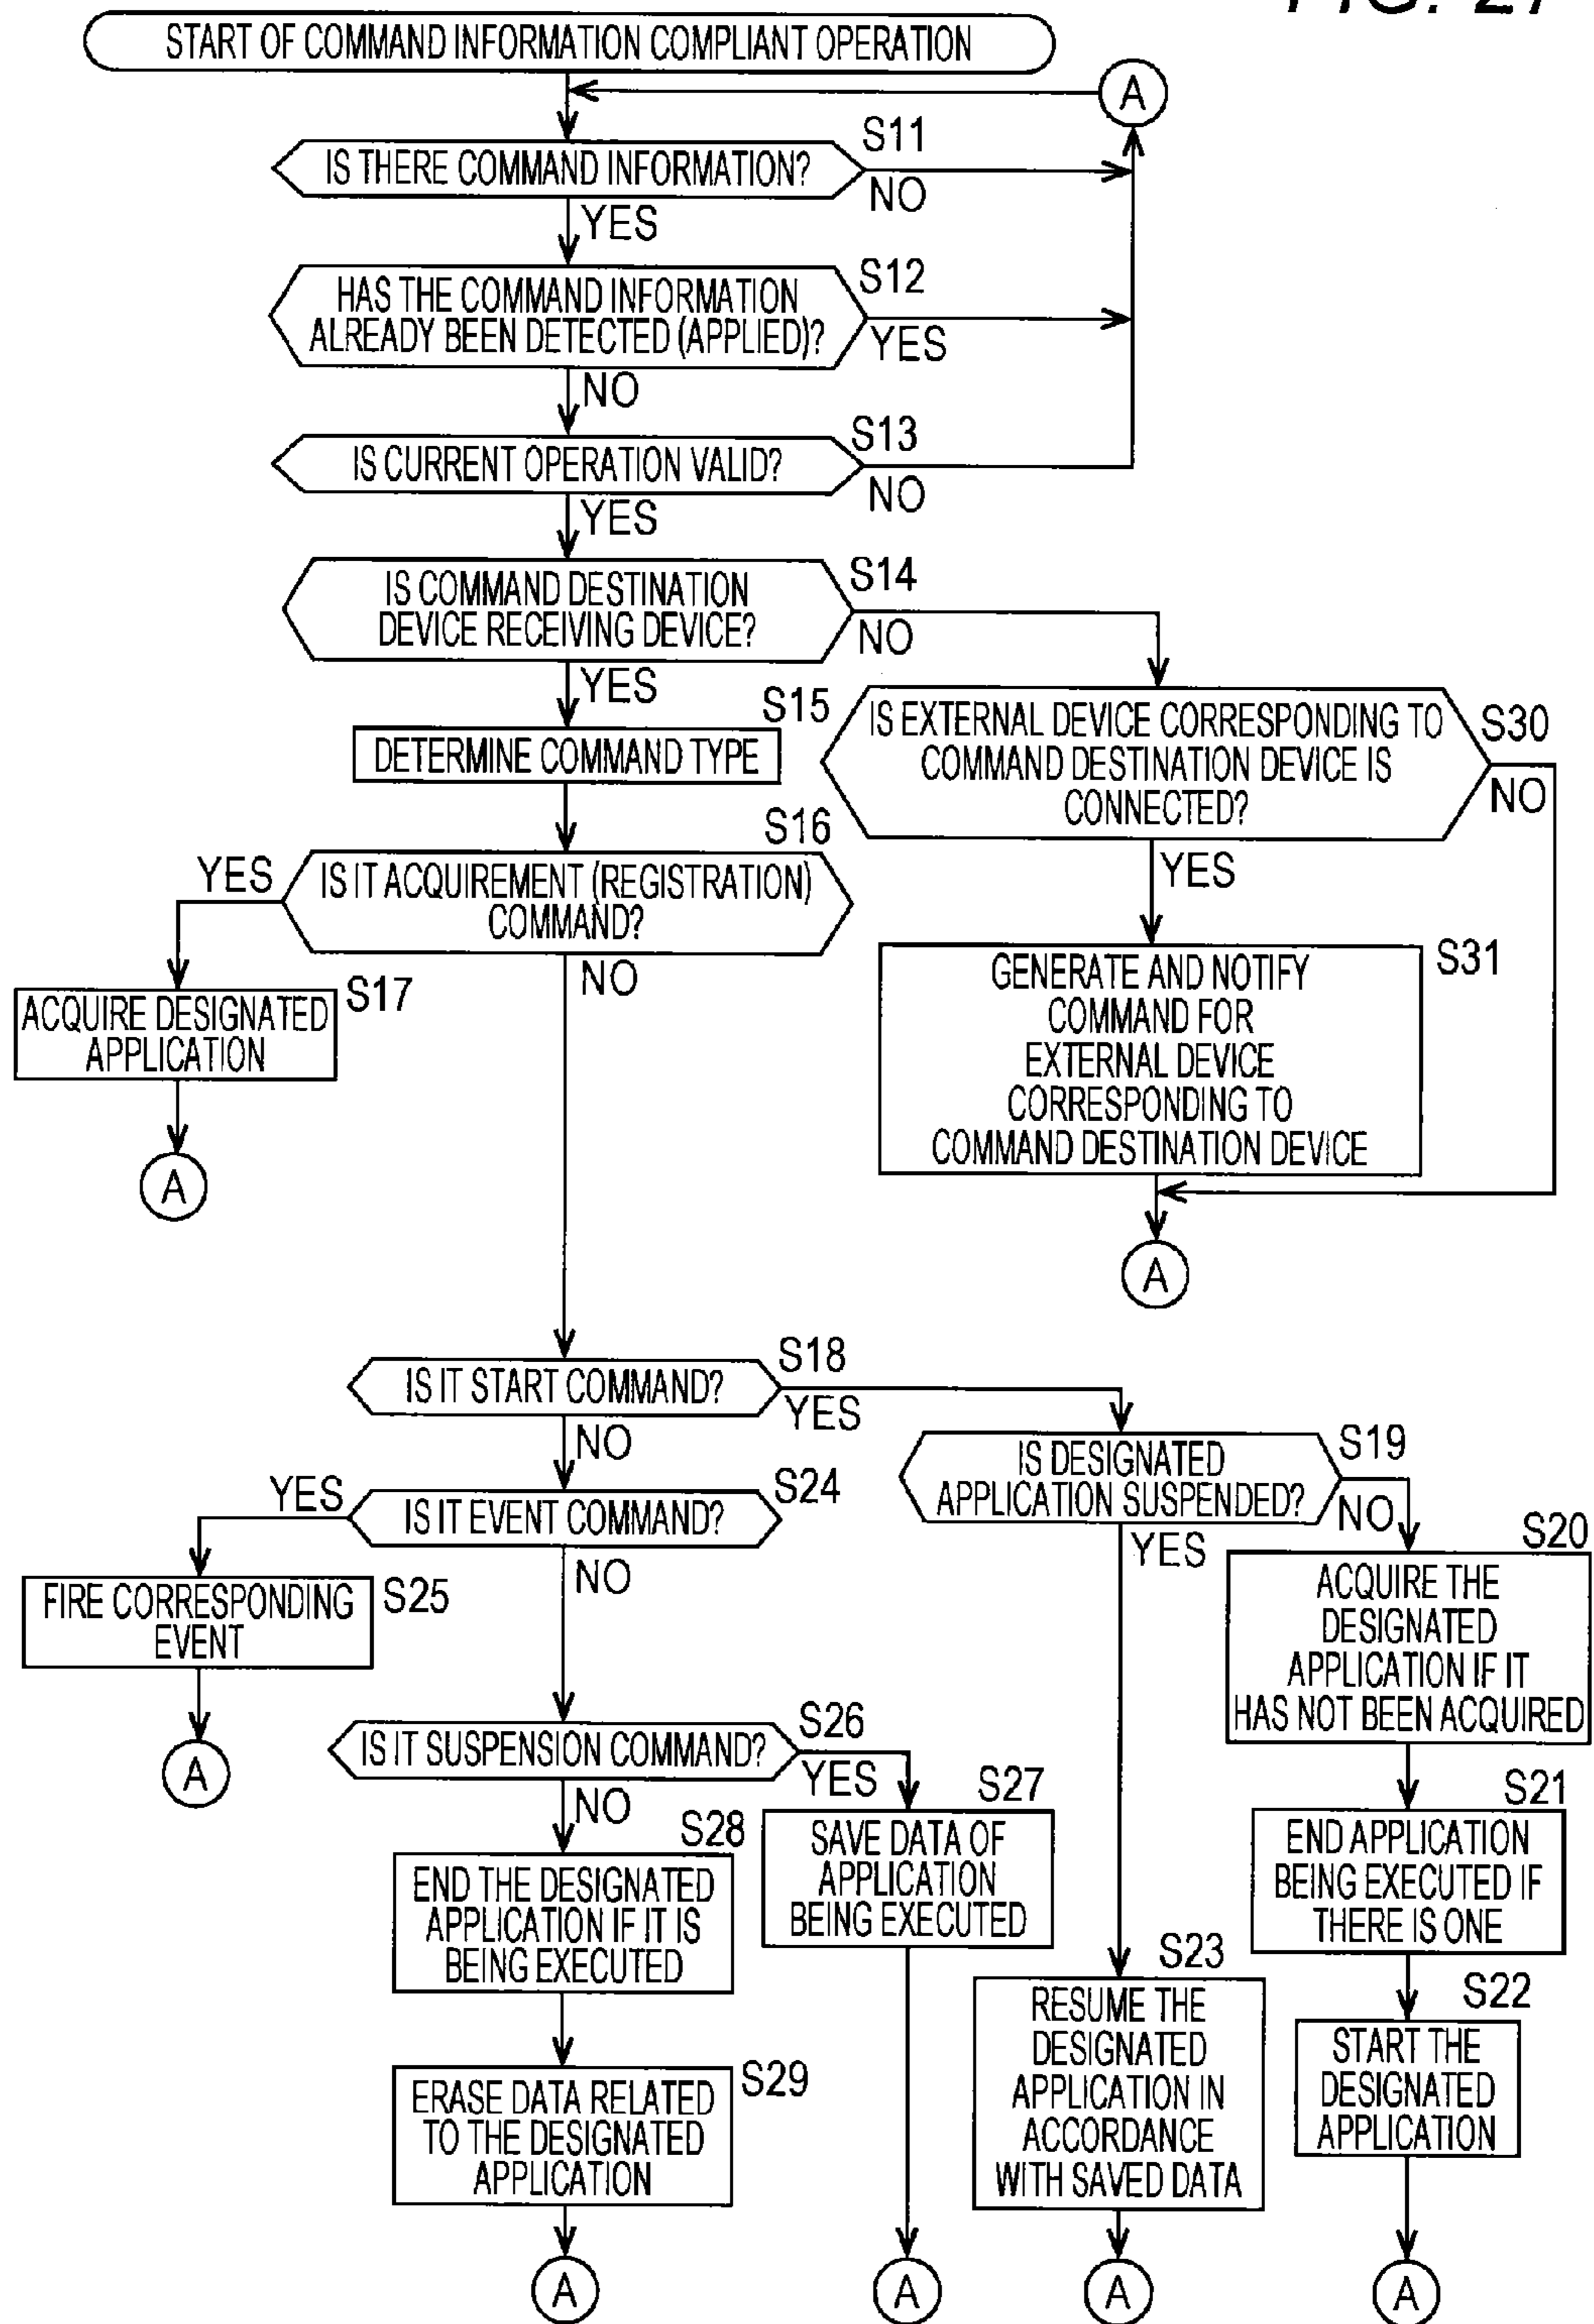 START OF COMMAND INFORMATION COMPLIANT OPERATION
A
S11
IS THERE COMMAND INFORMATION?
NO
YES
S12
HAS THE COMMAND INFORMATION
ALREADY BEEN DETECTED (APPLIED)?
YES
NO
S13
IS CURRENT OPERATION VALID?
NO
YES
S14
IS COMMAND DESTINATION
DEVICE RECEIVING DEVICE?
NO
YES
S15
DETERMINE COMMAND TYPE
S30
IS EXTERNAL DEVICE CORRESPONDING TO
COMMAND DESTINATION DEVICE IS
CONNECTED?
NO
YES
S16
IS IT ACQUIREMENT (REGISTRATION)
COMMAND?
YES
NO
S31
GENERATE AND NOTIFY
COMMAND FOR
EXTERNAL DEVICE
CORRESPONDING TO
COMMAND DESTINATION DEVICE
A
S17
ACQUIRE DESIGNATED
APPLICATION
A
S18
IS IT START COMMAND?
YES
NO
S19
IS DESIGNATED
APPLICATION SUSPENDED?
NO
YES
S24
IS IT EVENT COMMAND?
YES
NO
S20
ACQUIRE THE
DESIGNATED
APPLICATION IF IT
HAS NOT BEEN ACQUIRED
S25
FIRE CORRESPONDING
EVENT
A
S26
IS IT SUSPENSION COMMAND?
YES
NO
S27
SAVE DATA OF
APPLICATION
BEING EXECUTED
A
S21
END APPLICATION
BEING EXECUTED IF
THERE IS ONE
S28
END THE DESIGNATED
APPLICATION IF IT IS
BEING EXECUTED
S23
RESUME THE
DESIGNATED
APPLICATION IN
ACCORDANCE
WITH SAVED DATA
A
S22
START THE
DESIGNATED
APPLICATION
A
S29
ERASE DATA RELATED
TO THE DESIGNATED
APPLICATION
A